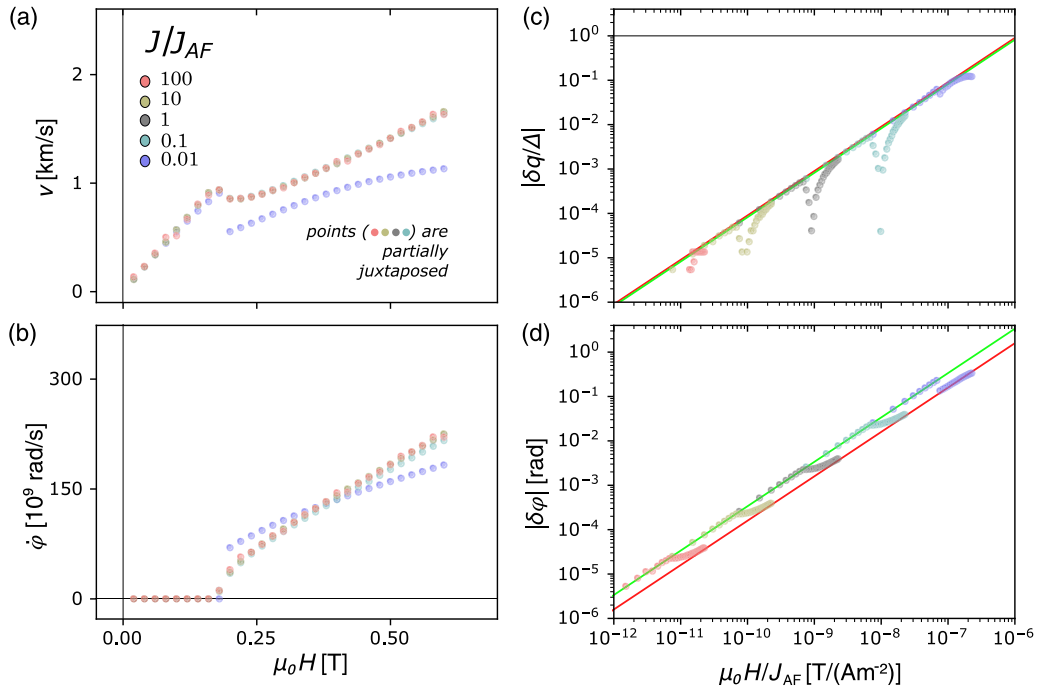 (a)
J/J_AF
100
10
1
0.1
0.01
2
1
0
v [km/s]
points ( ) are
partially
juxtaposed
(b)
300
150
0
φ̇ [10⁹ rad/s]
0.00
0.25
0.50
μ₀H [T]
(c)
10⁰
10⁻¹
10⁻²
10⁻³
10⁻⁴
10⁻⁵
10⁻⁶
|δq/Δ|
(d)
10⁰
10⁻¹
10⁻²
10⁻³
10⁻⁴
10⁻⁵
10⁻⁶
|δφ| [rad]
10⁻¹²
10⁻¹¹
10⁻¹⁰
10⁻⁹
10⁻⁸
10⁻⁷
10⁻⁶
μ₀H/J_AF [T/(Am⁻²)]